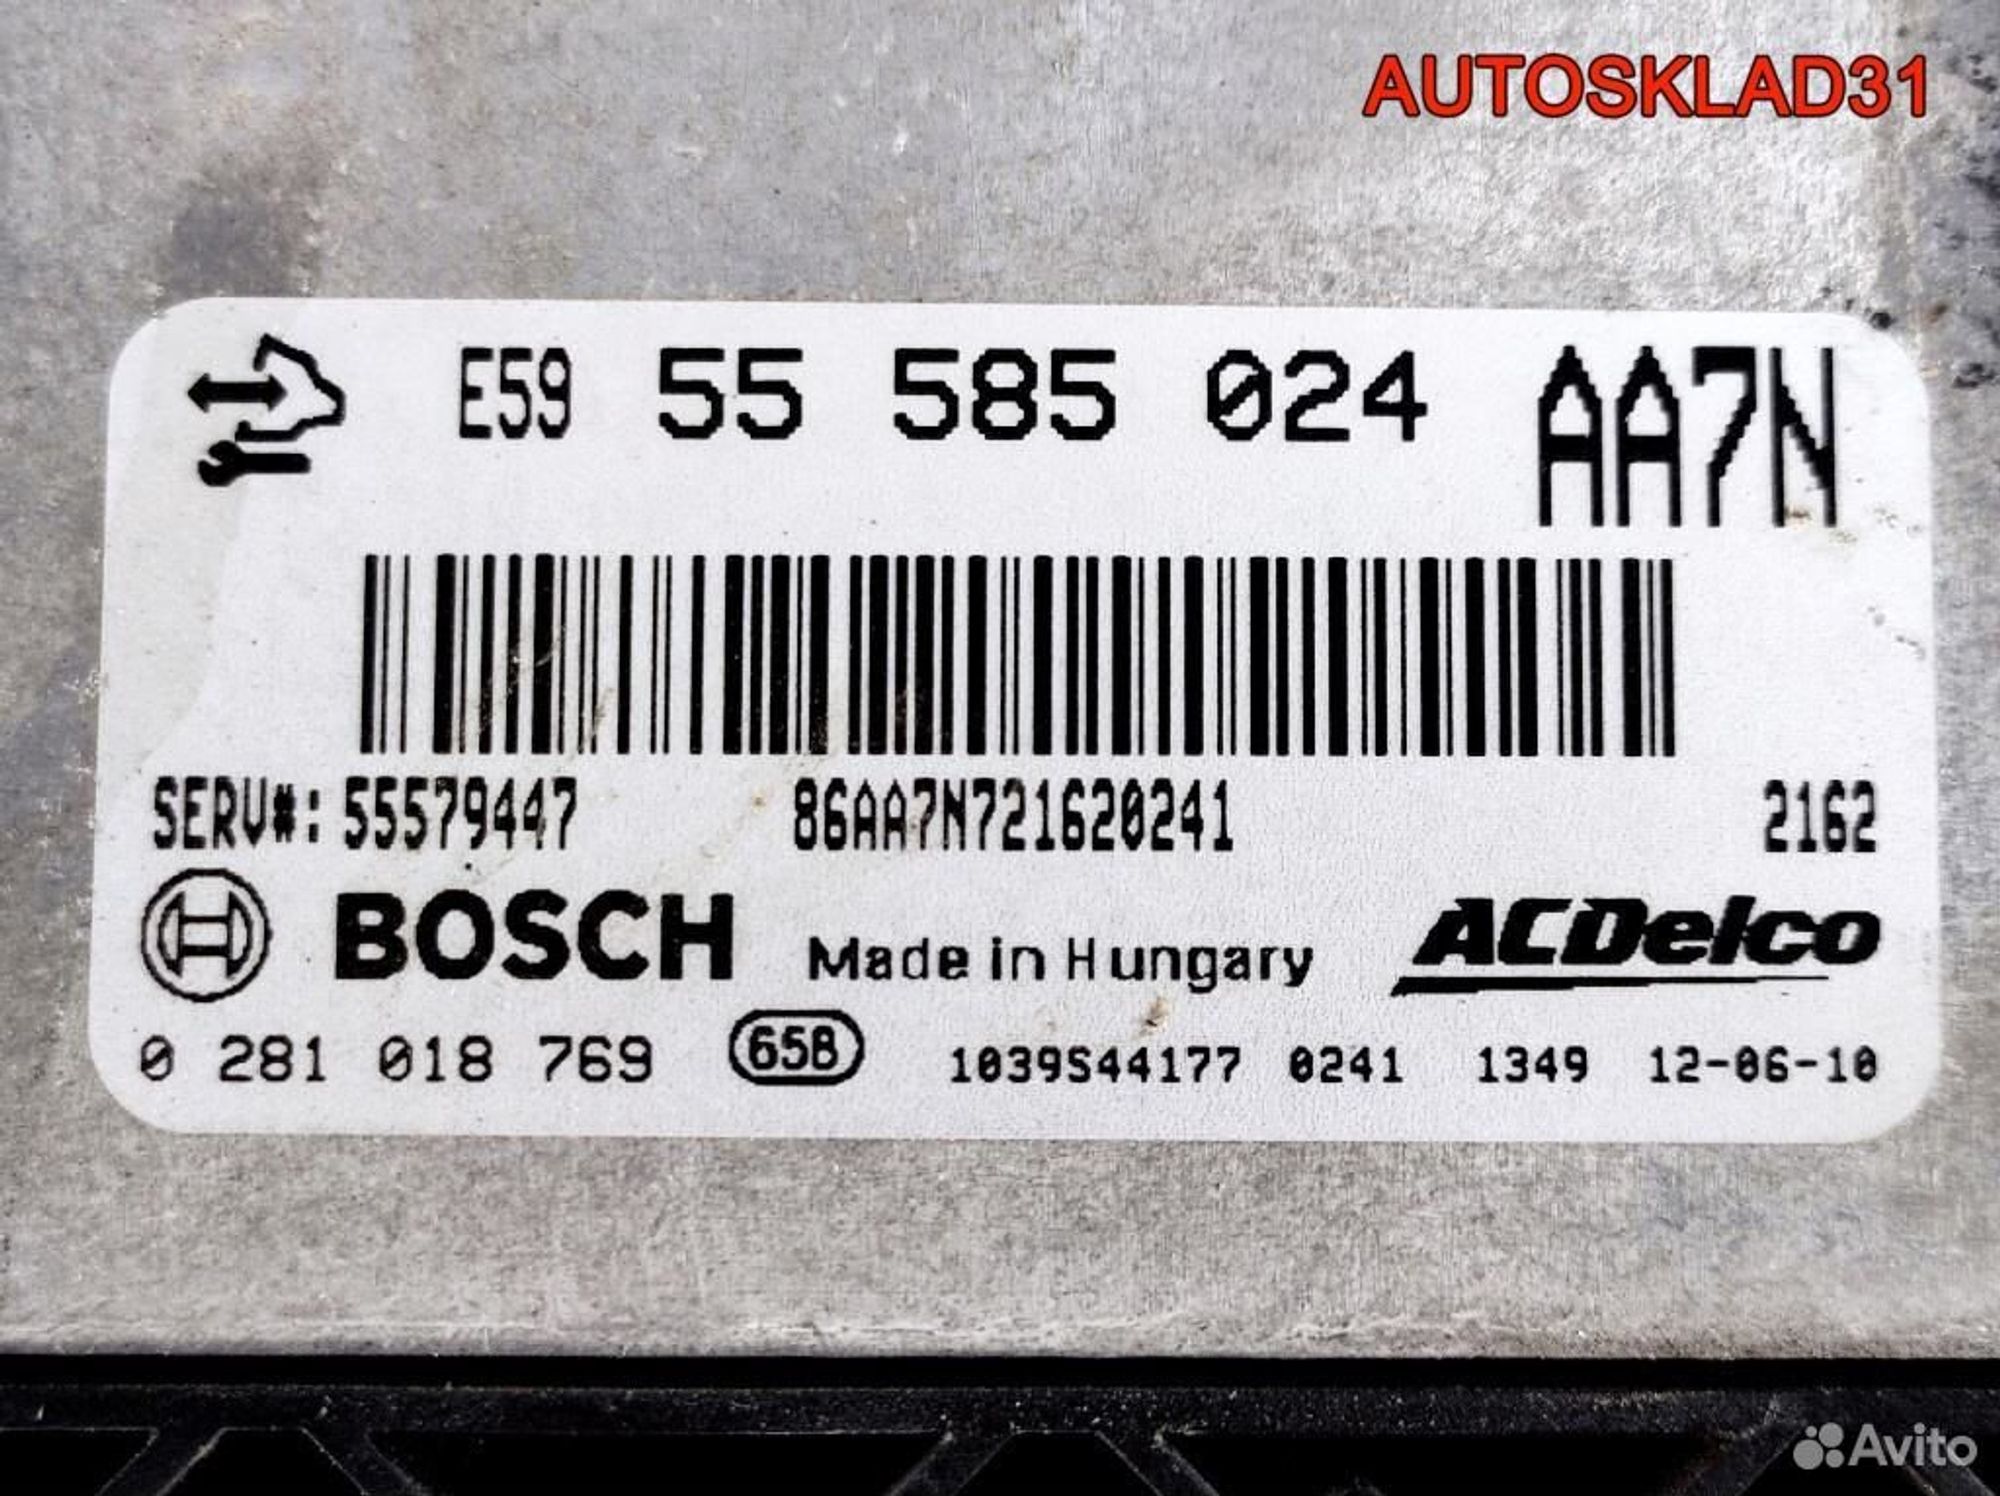 AUTOSKLAD31
E59 55 585 024 AA7N
SERV#: 55579447 86AA7N721620241 2162
BOSCH Made in Hungary ACDelco
0 281 018 769 65B 1039S44177 0241 1349 12-06-10
Avito